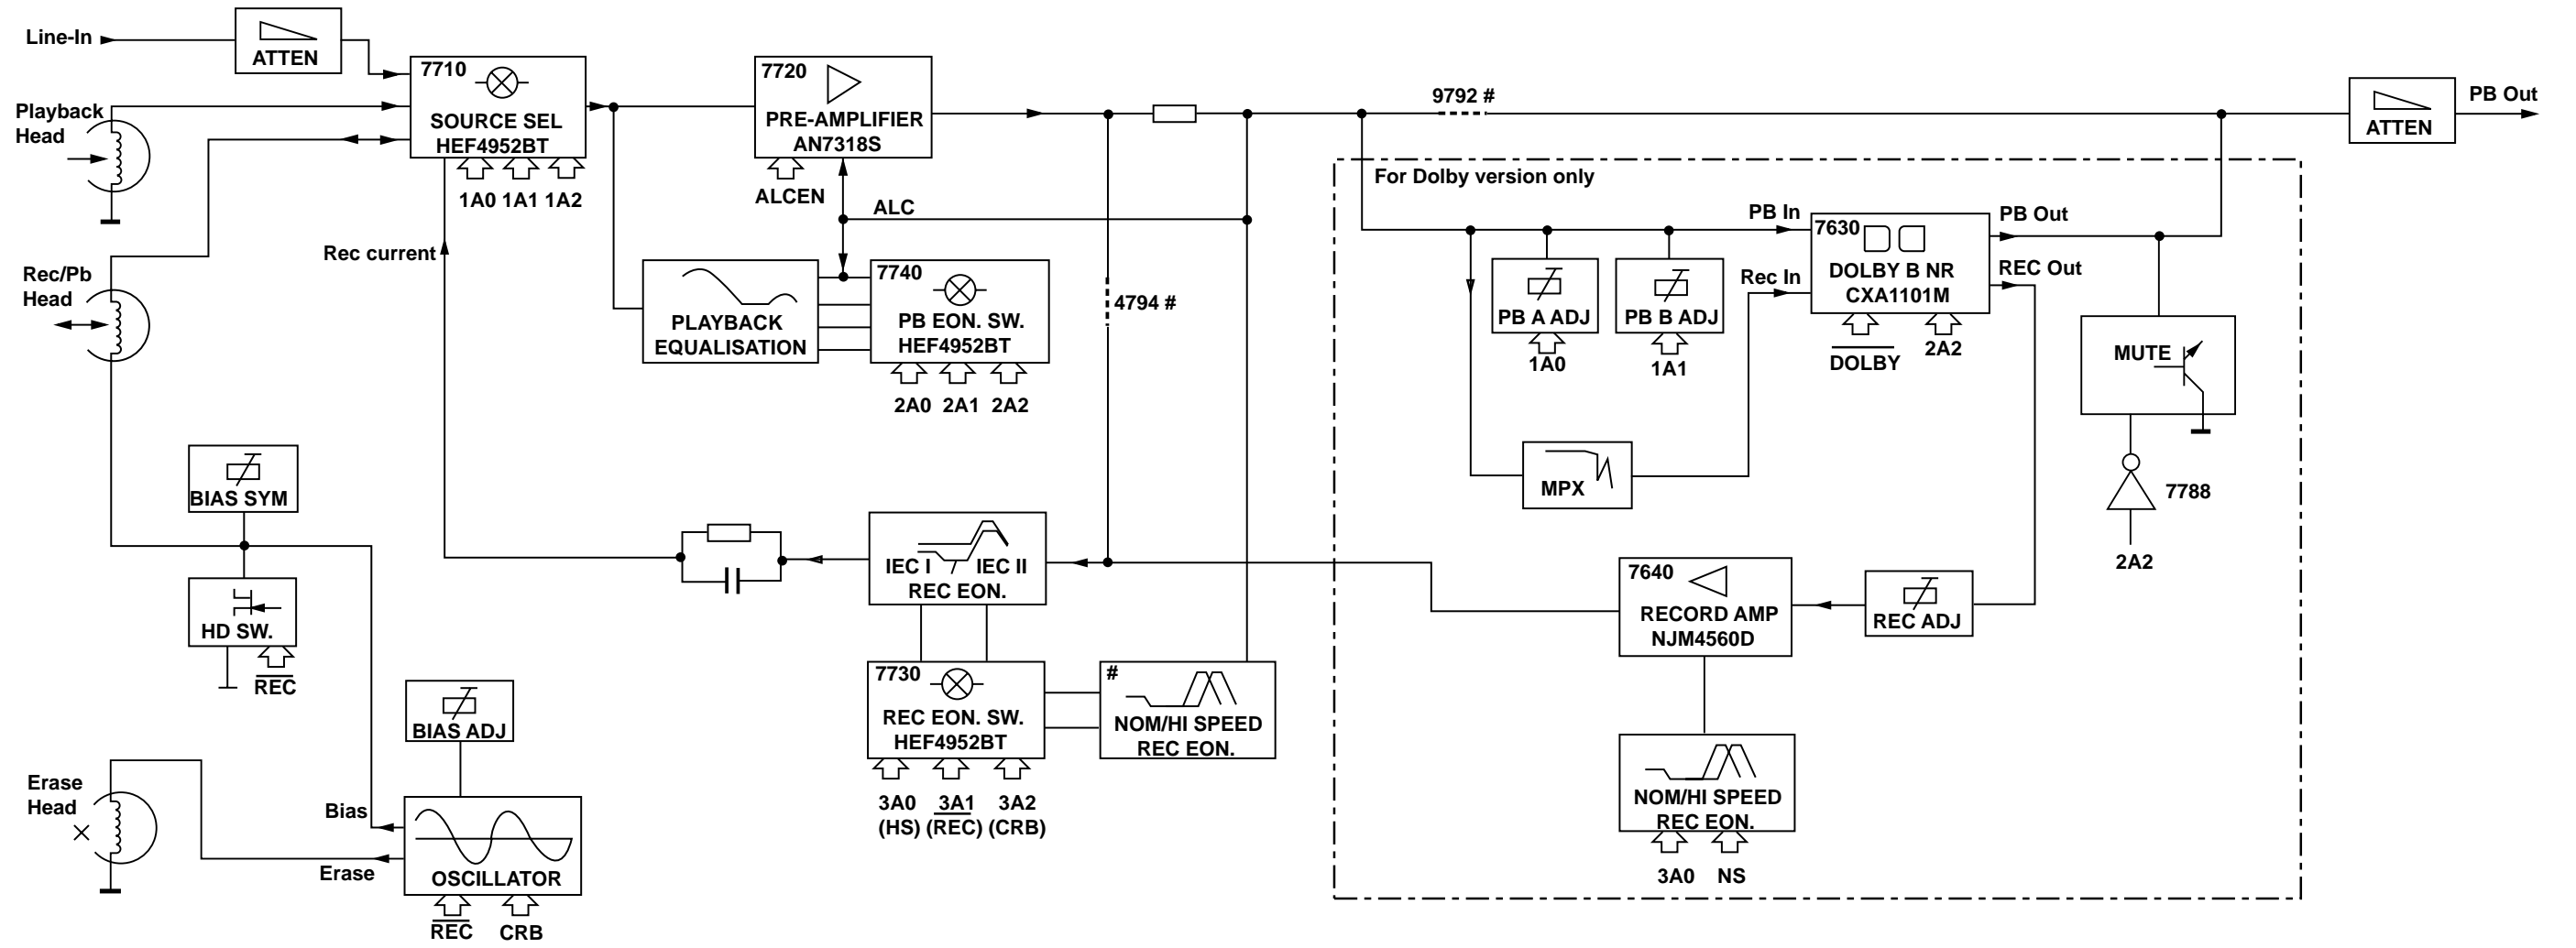 Line-In
ATTEN
Playback
Head
7710
SOURCE SEL
HEF4952BT
1A0 1A1 1A2
7720
PRE-AMPLIFIER
AN7318S
ALCEN
ALC
9792 #
ATTEN
PB Out
For Dolby version only
Rec current
Rec/Pb
Head
PLAYBACK
EQUALISATION
7740
PB EON. SW.
HEF4952BT
2A0 2A1 2A2
4794 #
PB In
7630
DOLBY B NR
CXA1101M
PB Out
REC Out
Rec In
PB A ADJ
1A0
PB B ADJ
1A1
DOLBY
2A2
MUTE
7788
2A2
MPX
BIAS SYM
HD SW.
REC
IEC I / IEC II
REC EON.
7730
REC EON. SW.
HEF4952BT
3A0 3A1 3A2
(HS) (REC) (CRB)
#
NOM/HI SPEED
REC EON.
7640
RECORD AMP
NJM4560D
REC ADJ
NOM/HI SPEED
REC EON.
3A0 NS
BIAS ADJ
Erase
Head
Bias
Erase
OSCILLATOR
REC CRB